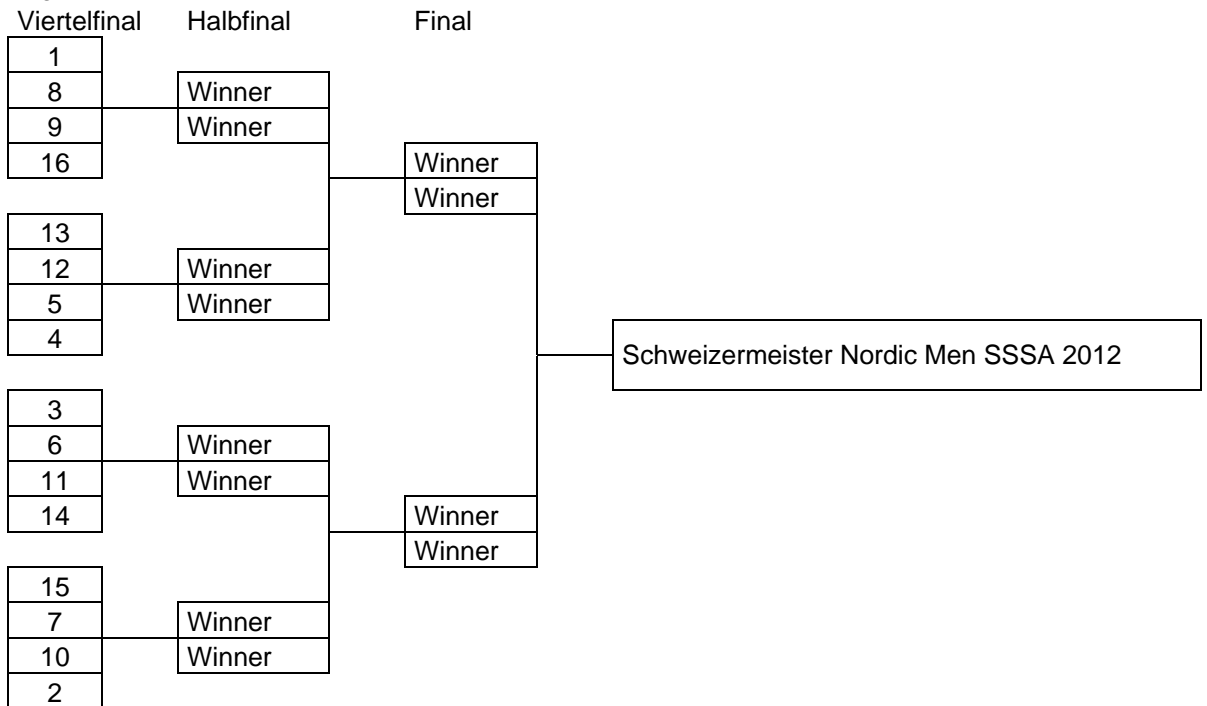 Viertelfinal Halbfinal Final
1
8 Winner
9 Winner
16 Winner
Winner
13
12 Winner
5 Winner
4
Schweizermeister Nordic Men SSSA 2012
3
6 Winner
11 Winner
14 Winner
Winner
15
7 Winner
10 Winner
2